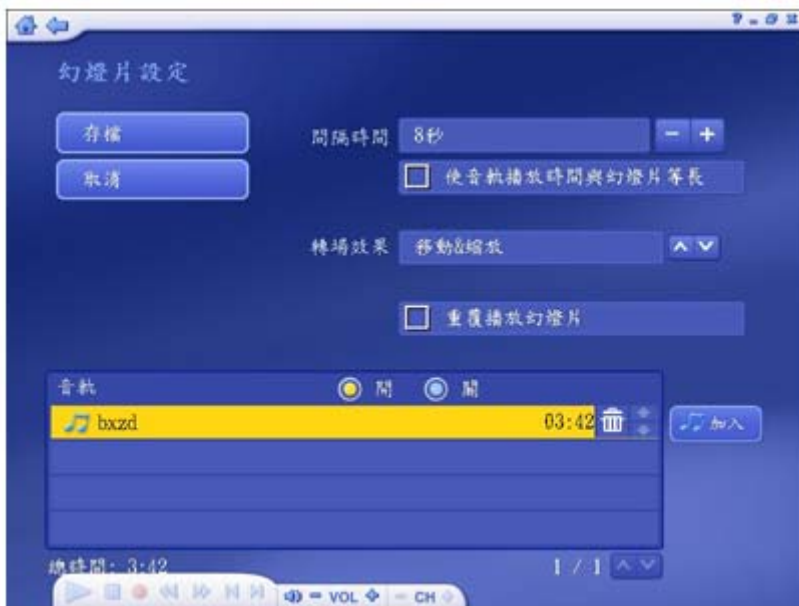 幻燈片設定
存檔
取消
間隔時間 8秒
使音軌播放時間與幻燈片等長
轉場效果 移動&縮放
重覆播放幻燈片
音軌 開 關
bxzd 03:42
加入
總時間: 3:42 1 / 1
VOL CH